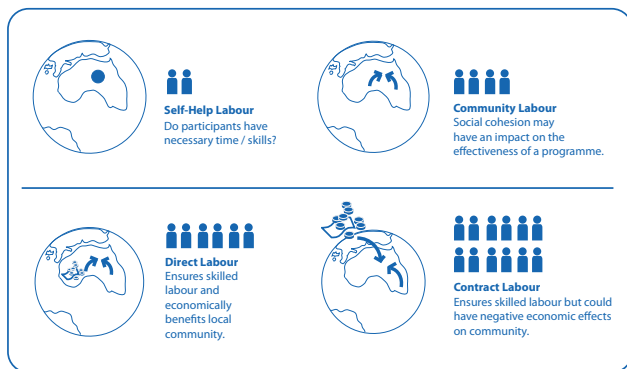 Self-Help Labour
Do participants have
necessary time / skills?
Community Labour
Social cohesion may
have an impact on the
effectiveness of a programme.
Direct Labour
Ensures skilled
labour and
economically
benefits local
community.
Contract Labour
Ensures skilled labour but could
have negative economic effects
on community.